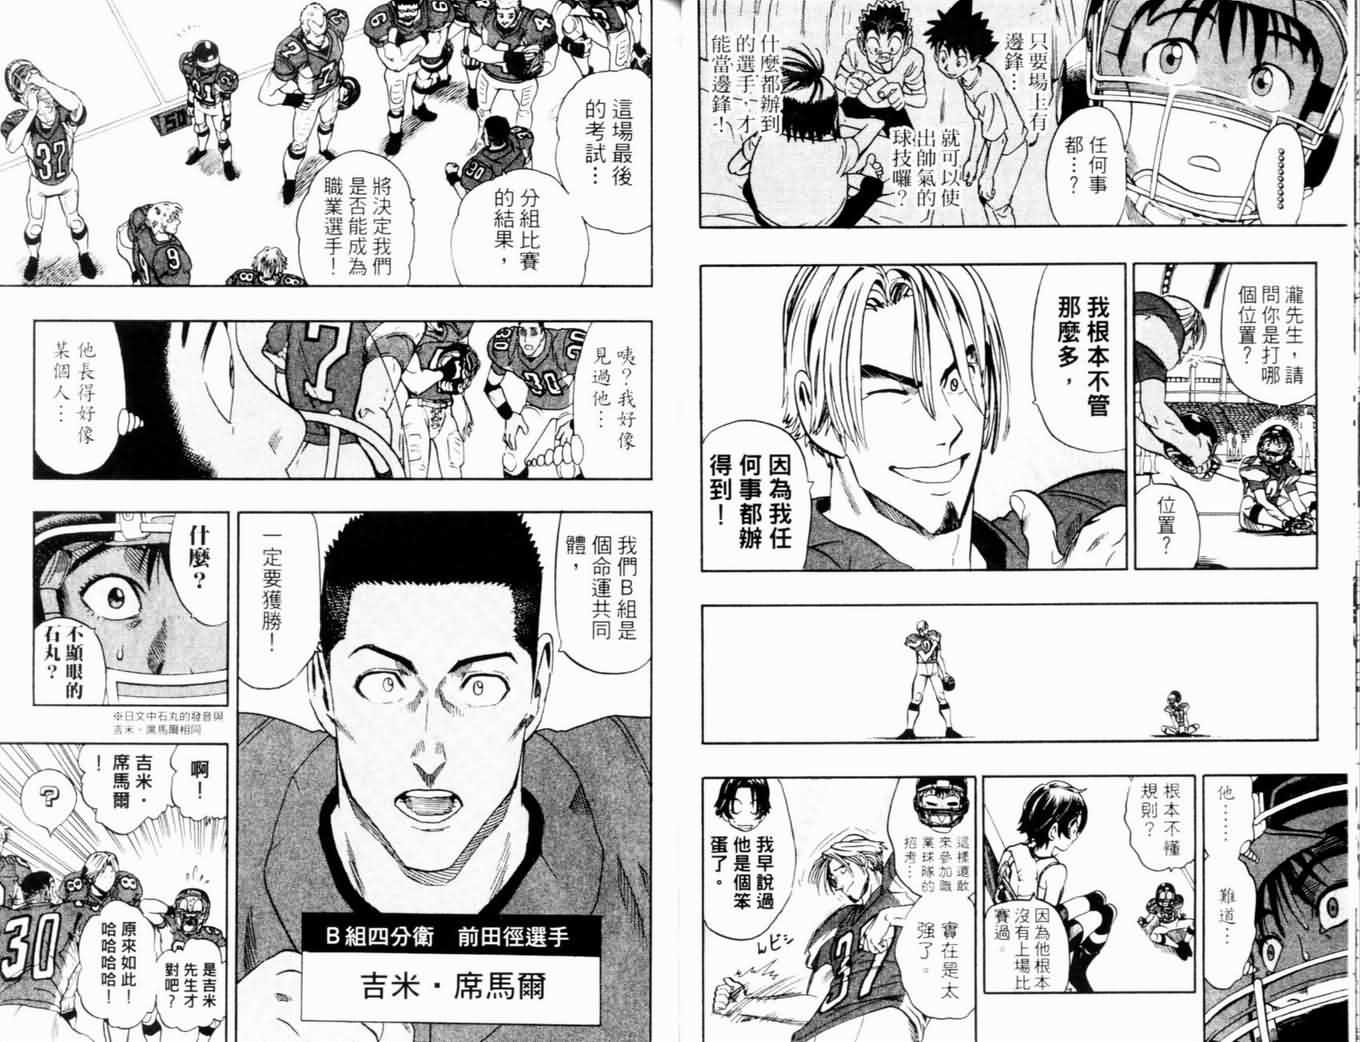 …………
任何事
都…？
只要場上有
邊鋒…
就可以使
出帥氣的
球技囉？
什麼都辦到
的選手，才
能當邊鋒！
瀧先生，請
問你是打哪
個位置？
位置？
我根本不管
那麼多，
因為我任
何事都辦
得到！
他……
難道…
根本不懂
規則？
因為他根本
沒有上場比
賽過。
這樣還敢
來參加職
業球隊的
招考…
實在是太
強了。
我早說過
他是個笨
蛋了。
レビシ
31
這場最後
的考試…
分組比賽
的結果，
將決定我們
是否能成為
職業選手！
37
50
31
9
咦？我好像
見過他…
他長得好像
某個人…
7
30
我們Ｂ組是
個命運共同
體，
一定要獲勝！
Ｂ組四分衛　前田徑選手
吉米・席馬爾
什麼？
不顯眼的
石丸？
※日文中石丸的發音與
吉米・席馬爾相同
啊！
吉米・
席馬爾
！
？
是吉米
先生才
對吧？
原來如此！
哈哈哈哈！
30